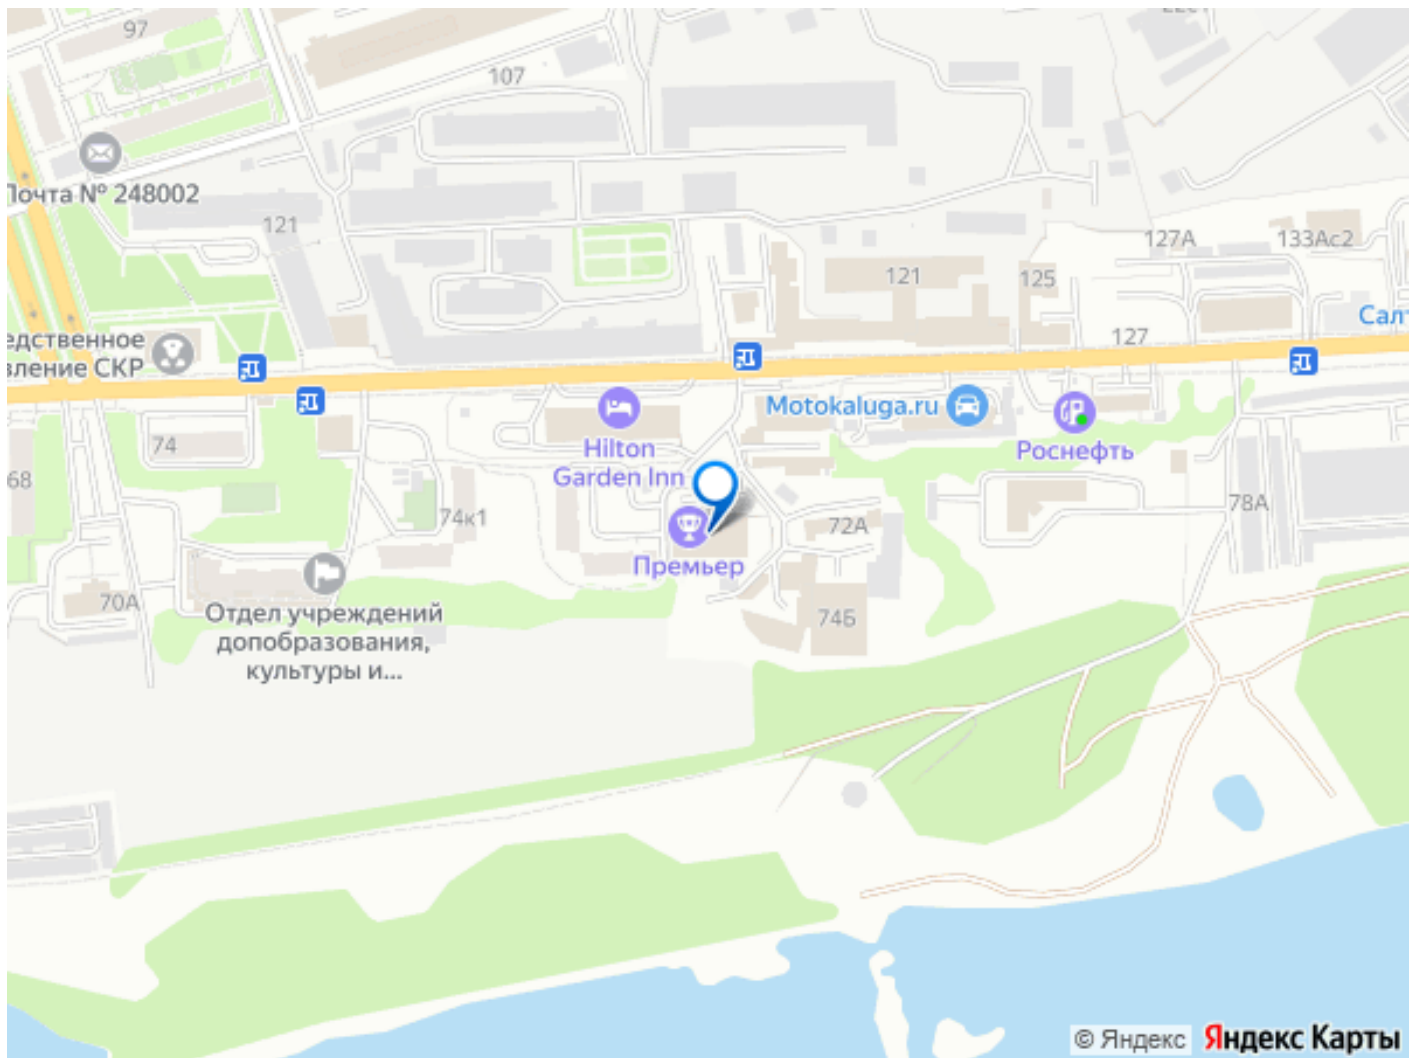 97
107
Почта № 248002
121
127А
133Ас2
121
125
127
едственное
вление СКР
Motokaluga.ru
74
Hilton
Garden Inn
Роснефть
68
74к1
72А
78А
Премьер
70А
Отдел учреждений
допобразования,
культуры и...
74Б
© Яндекс
Яндекс Карты